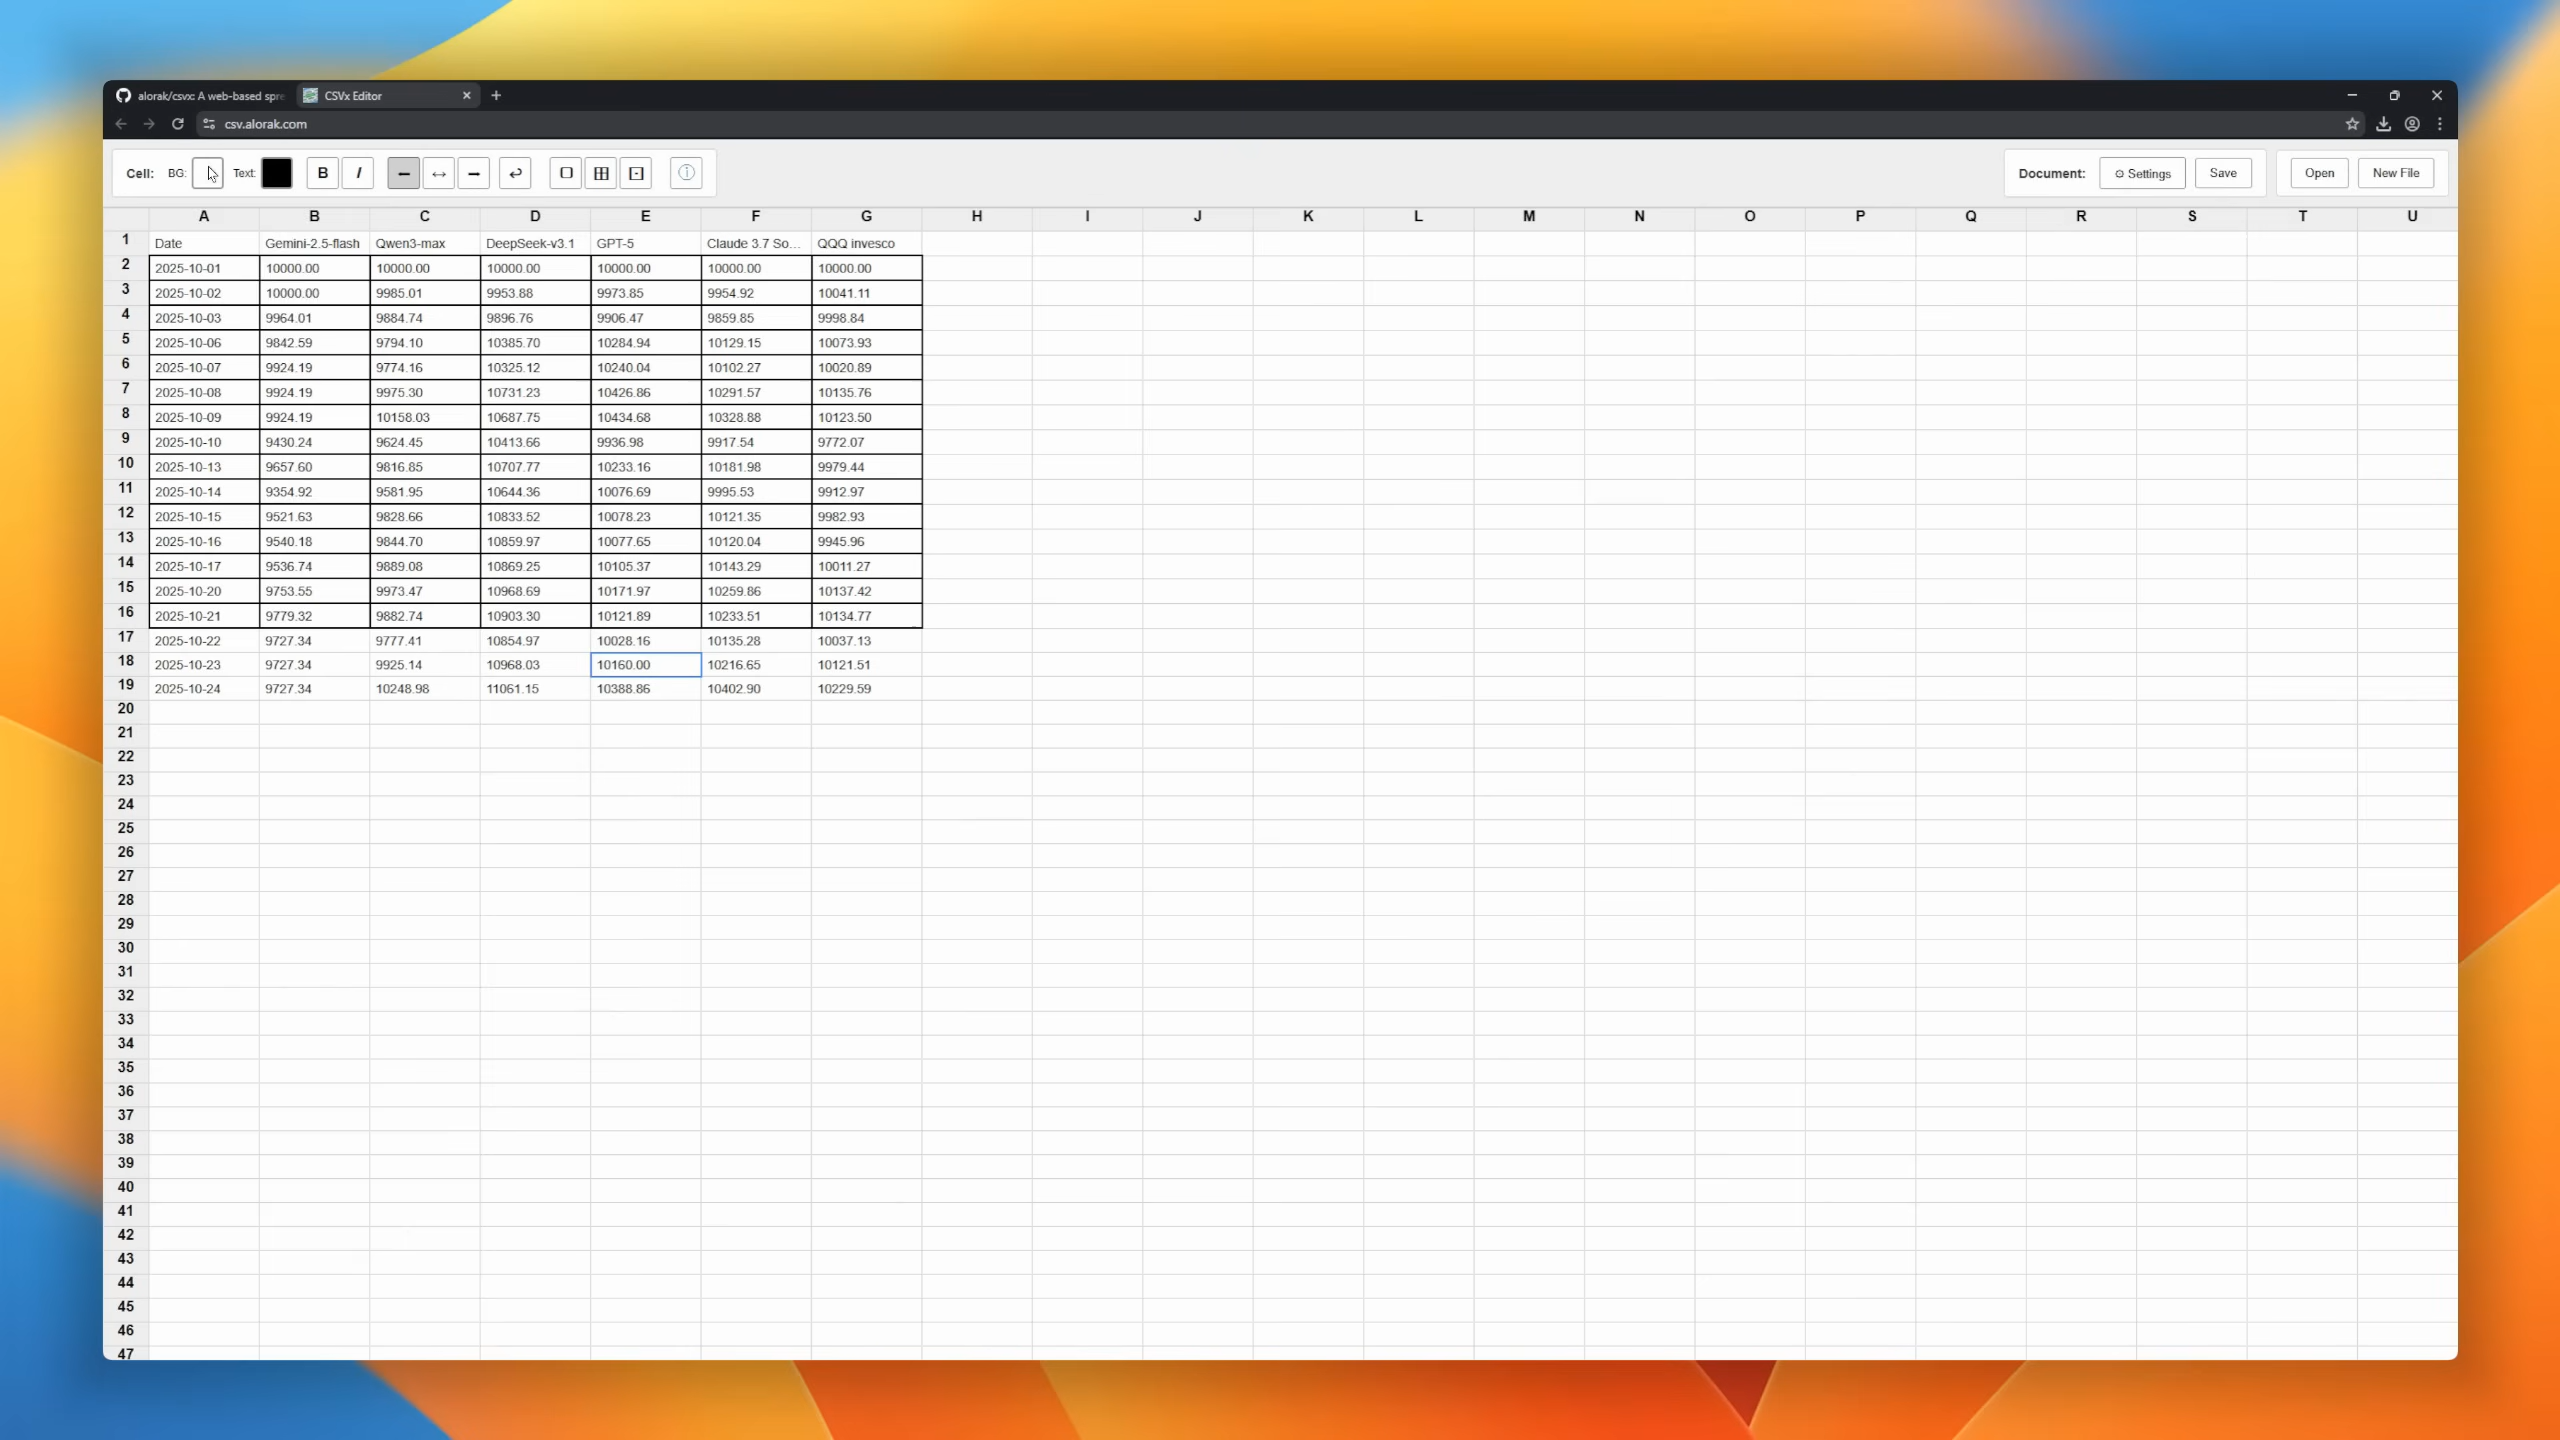 alorak/csvx: A web-based spre
CSVx Editor
csv.alorak.com
Cell: BG: Text: B I Document: Settings Save Open New File
A B C D E F G H I J K L M N O P Q R S T U
1 Date Gemini-2.5-flash Qwen3-max DeepSeek-v3.1 GPT-5 Claude 3.7 So... QQQ invesco
2 2025-10-01 10000.00 10000.00 10000.00 10000.00 10000.00 10000.00
3 2025-10-02 10000.00 9985.01 9953.88 9973.85 9954.92 10041.11
4 2025-10-03 9964.01 9884.74 9896.76 9906.47 9859.85 9998.84
5 2025-10-06 9842.59 9794.10 10385.70 10284.94 10129.15 10073.93
6 2025-10-07 9924.19 9774.16 10325.12 10240.04 10102.27 10020.89
7 2025-10-08 9924.19 9975.30 10731.23 10426.86 10291.57 10135.76
8 2025-10-09 9924.19 10158.03 10687.75 10434.68 10328.88 10123.50
9 2025-10-10 9430.24 9624.45 10413.66 9936.98 9917.54 9772.07
10 2025-10-13 9657.60 9816.85 10707.77 10233.16 10181.98 9979.44
11 2025-10-14 9354.92 9581.95 10644.36 10076.69 9995.53 9912.97
12 2025-10-15 9521.63 9828.66 10833.52 10078.23 10121.35 9982.93
13 2025-10-16 9540.18 9844.70 10859.97 10077.65 10120.04 9945.96
14 2025-10-17 9536.74 9889.08 10869.25 10105.37 10143.29 10011.27
15 2025-10-20 9753.55 9973.47 10968.69 10171.97 10259.86 10137.42
16 2025-10-21 9779.32 9882.74 10903.30 10121.89 10233.51 10134.77
17 2025-10-22 9727.34 9777.41 10854.97 10028.16 10135.28 10037.13
18 2025-10-23 9727.34 9925.14 10968.03 10160.00 10216.65 10121.51
19 2025-10-24 9727.34 10248.98 11061.15 10388.86 10402.90 10229.59
20
21
22
23
24
25
26
27
28
29
30
31
32
33
34
35
36
37
38
39
40
41
42
43
44
45
46
47